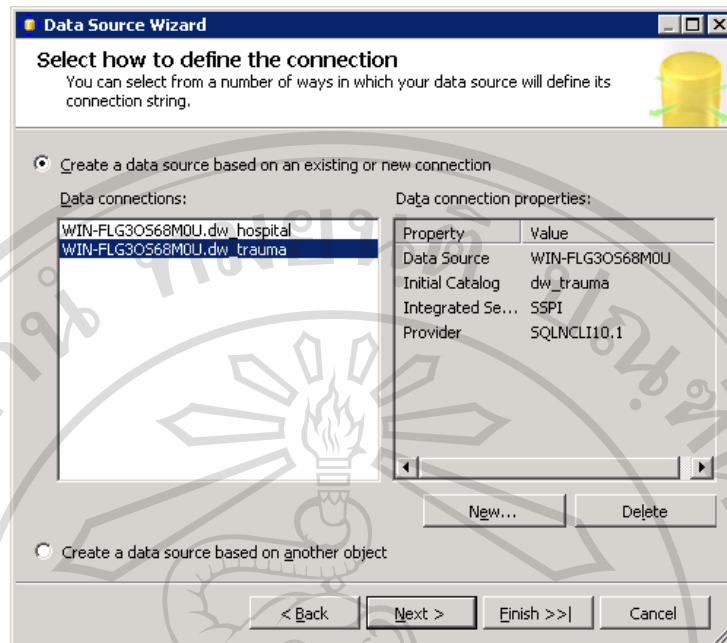 Data Source Wizard
Select how to define the connection
You can select from a number of ways in which your data source will define its
connection string.
Create a data source based on an existing or new connection
Data connections:
WIN-FLG3OS68M0U.dw_hospital
WIN-FLG3OS68M0U.dw_trauma
Data connection properties:
Property Value
Data Source WIN-FLG3OS68M0U
Initial Catalog dw_trauma
Integrated Se... SSPI
Provider SQLNCLI10.1
New...
Delete
Create a data source based on another object
< Back
Next >
Finish >>|
Cancel